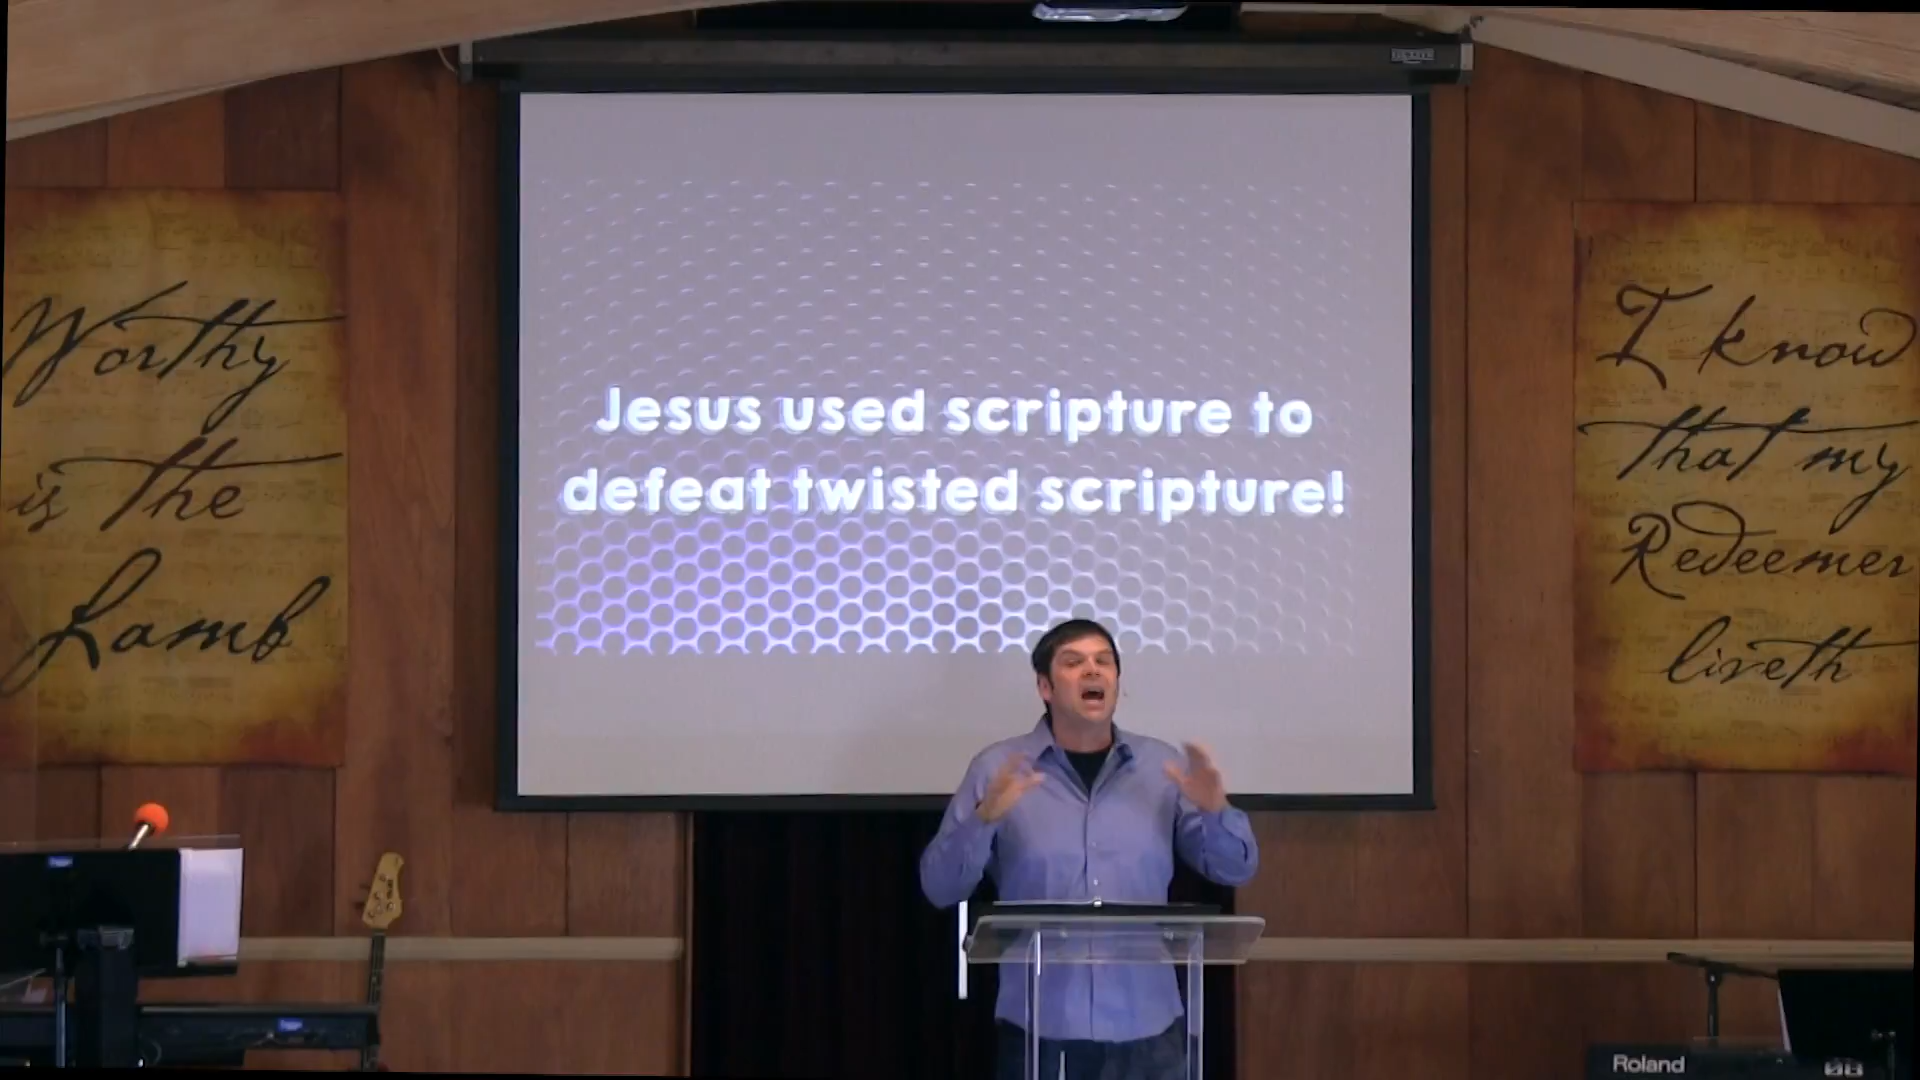 Worthy
is the
Lamb
Jesus used scripture to
defeat twisted scripture!
I know
that my
Redeemer
liveth
Roland